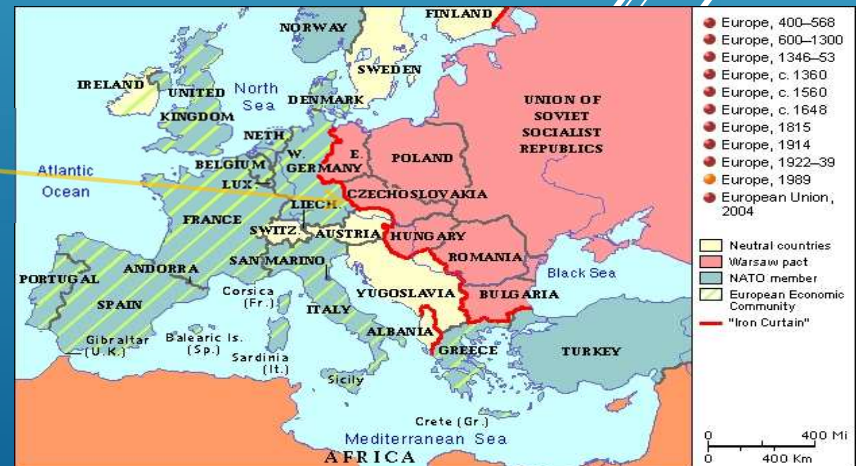 NORWAY
FINLAND
SWEDEN
IRELAND
UNITED
KINGDOM
North
Sea
DENMARK
UNION OF
SOVIET
SOCIALIST
REPUBLICS
NETH.
BELGIUM
LUX.
W.
GERMANY
E.
POLAND
CZECHOSLOVAKIA
Atlantic
Ocean
LIECH.
FRANCE
SWITZ.
AUSTRIA
HUNGARY
ROMANIA
SAN MARINO
Black Sea
PORTUGAL
ANDORRA
SPAIN
Corsica
(Fr.)
YUGOSLAVIA
BULGARIA
ITALY
ALBANIA
Gibraltar
(U.K.)
Balearic Is.
(Sp.)
Sardinia
(It.)
GREECE
TURKEY
Sicily
Crete (Gr.)
Mediterranean Sea
AFRICA
Europe, 400–568
Europe, 600–1300
Europe, 1346–53
Europe, c. 1360
Europe, c. 1560
Europe, c. 1648
Europe, 1815
Europe, 1914
Europe, 1922–39
Europe, 1989
European Union,
2004
Neutral countries
Warsaw pact
NATO member
European Economic
Community
"Iron Curtain"
0 400 Mi
0 400 Km